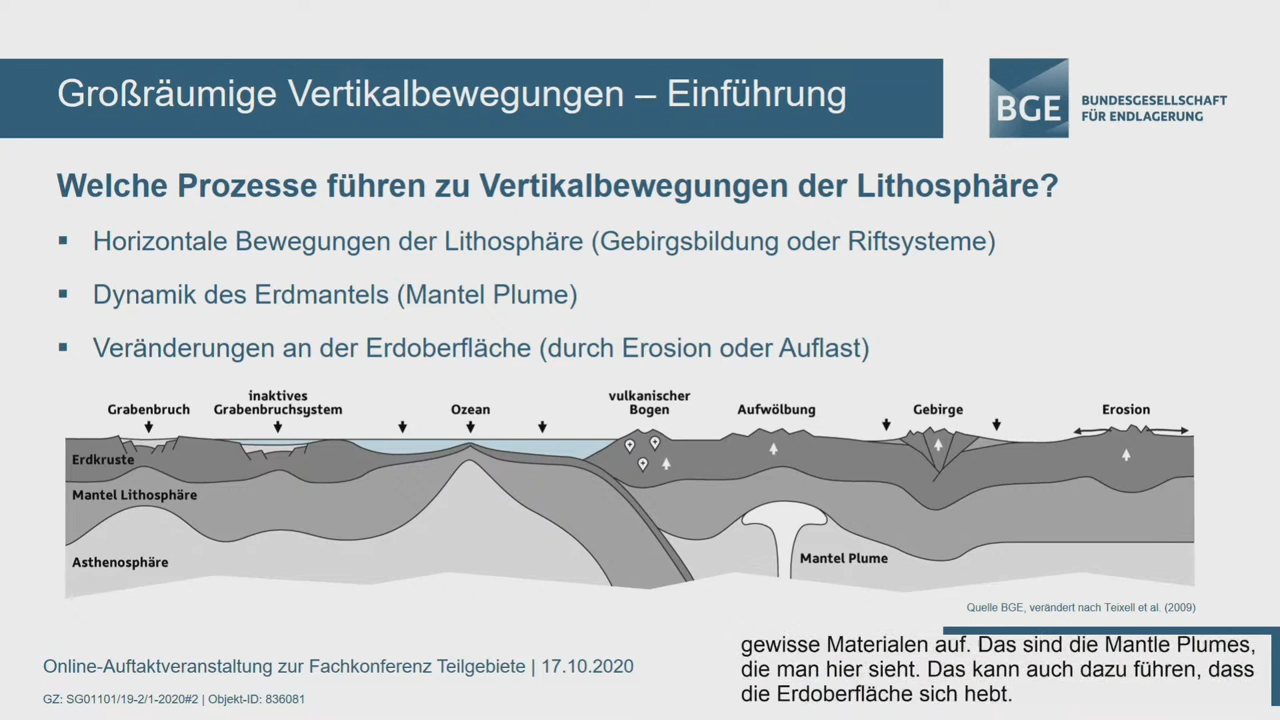 Großräumige Vertikalbewegungen – Einführung
BGE
BUNDESGESELLSCHAFT
FÜR ENDLAGERUNG
Welche Prozesse führen zu Vertikalbewegungen der Lithosphäre?
▪ Horizontale Bewegungen der Lithosphäre (Gebirgsbildung oder Riftsysteme)
▪ Dynamik des Erdmantels (Mantel Plume)
▪ Veränderungen an der Erdoberfläche (durch Erosion oder Auflast)
Grabenbruch
inaktives
Grabenbruchsystem
Ozean
vulkanischer
Bogen
Aufwölbung
Gebirge
Erosion
Erdkruste
Mantel Lithosphäre
Asthenosphäre
Mantel Plume
Quelle BGE, verändert nach Teixell et al. (2009)
Online-Auftaktveranstaltung zur Fachkonferenz Teilgebiete | 17.10.2020
GZ: SG01101/19-2/1-2020#2 | Objekt-ID: 836081
gewisse Materialen auf. Das sind die Mantle Plumes,
die man hier sieht. Das kann auch dazu führen, dass
die Erdoberfläche sich hebt.